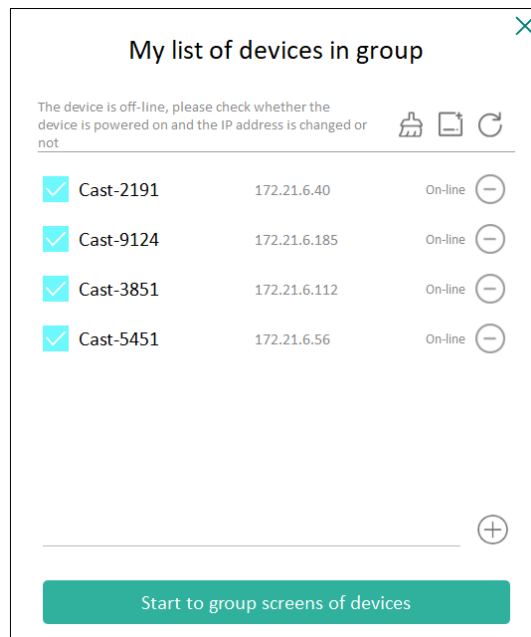 My list of devices in group
The device is off-line, please check whether the
device is powered on and the IP address is changed or
not
Cast-2191 172.21.6.40 On-line
Cast-9124 172.21.6.185 On-line
Cast-3851 172.21.6.112 On-line
Cast-5451 172.21.6.56 On-line
Start to group screens of devices